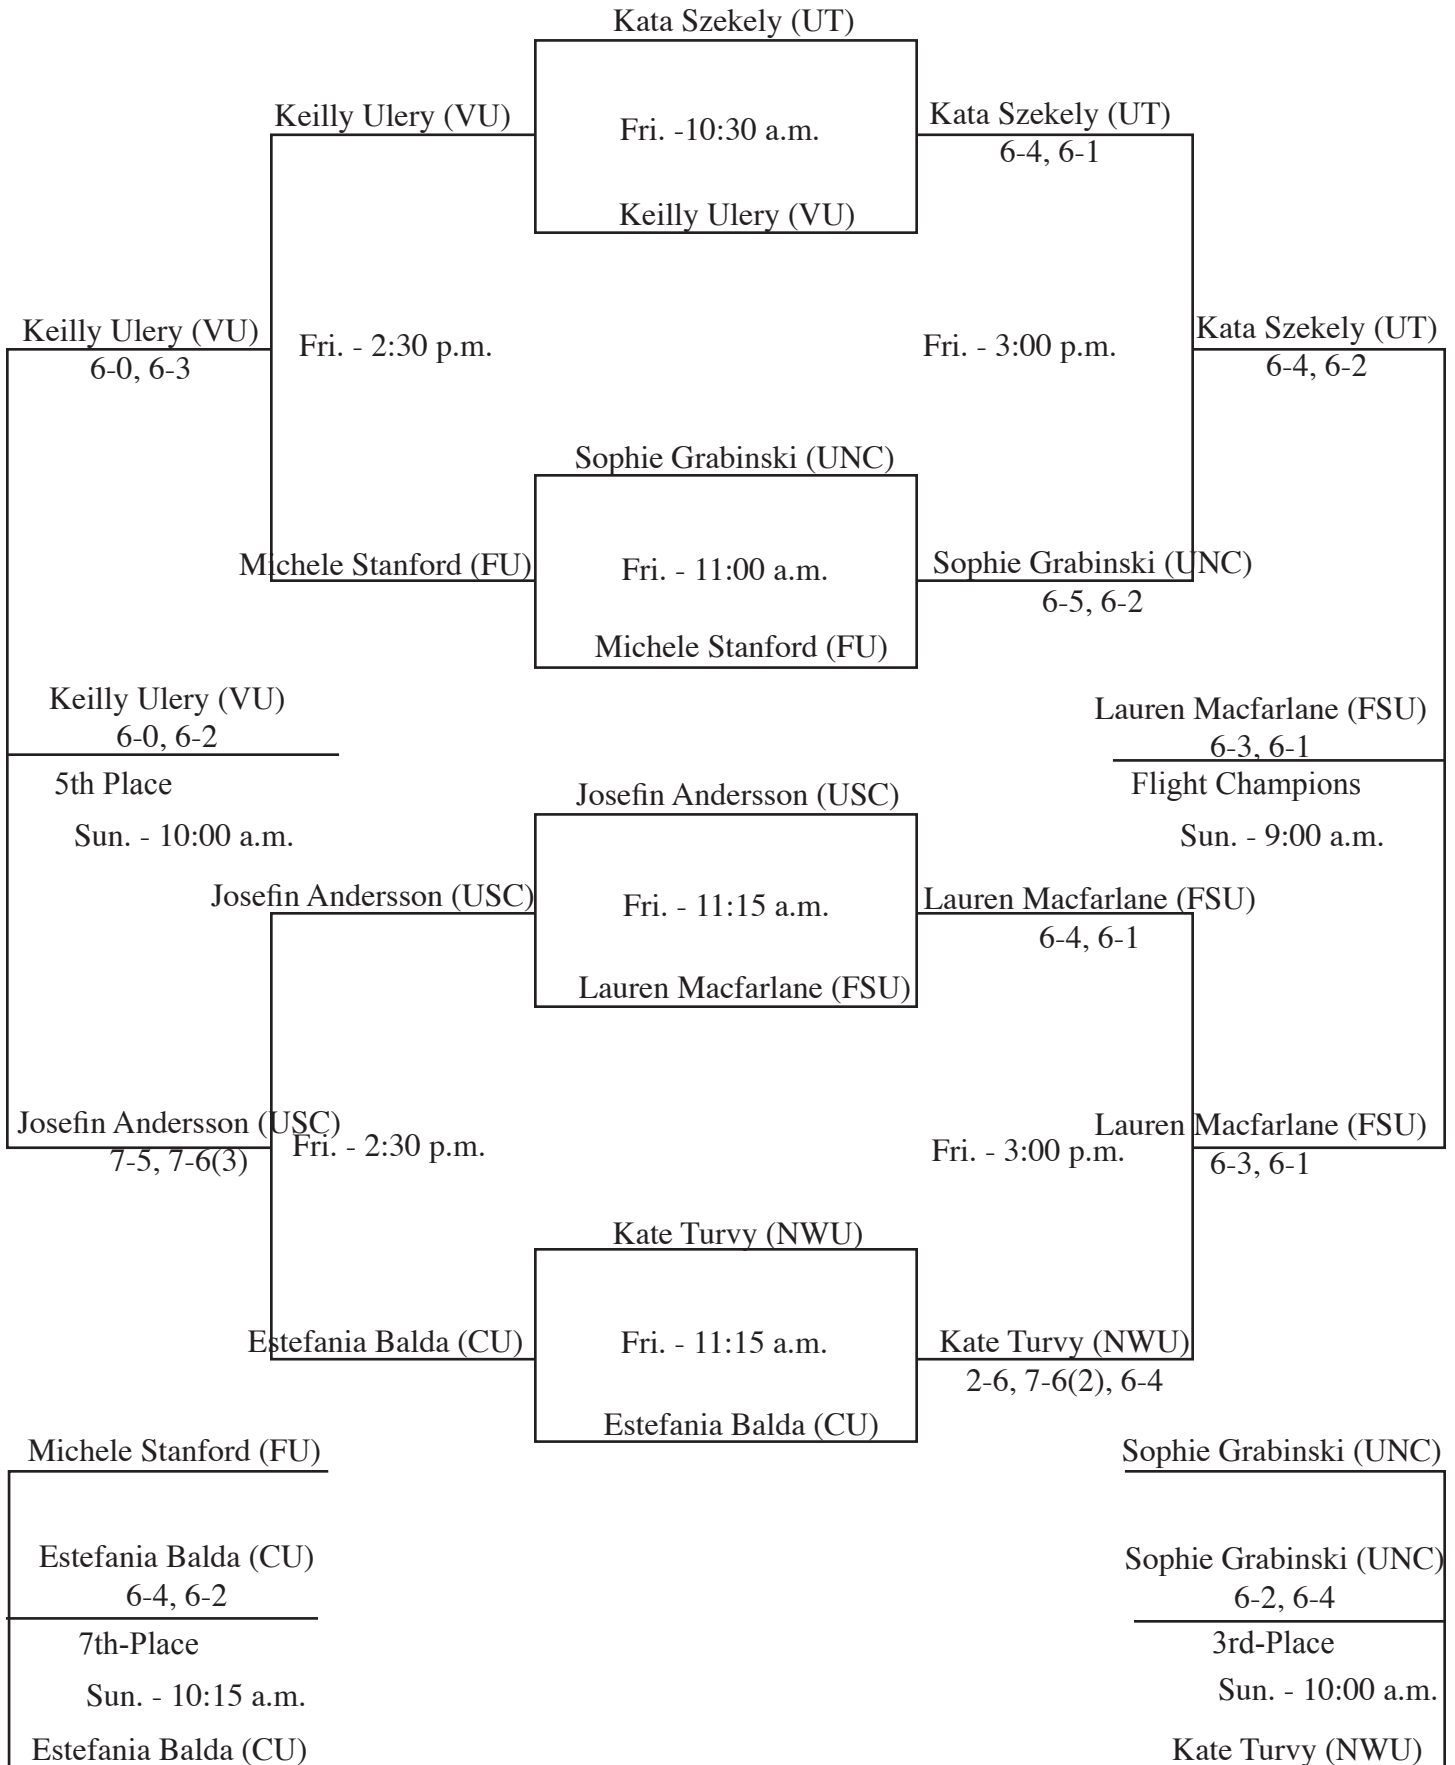 Kata Szekely (UT)
Keilly Ulery (VU)
Fri. -10:30 a.m.
Kata Szekely (UT)
6-4, 6-1
Keilly Ulery (VU)
Keilly Ulery (VU)
6-0, 6-3
Fri. - 2:30 p.m.
Fri. - 3:00 p.m.
Kata Szekely (UT)
6-4, 6-2
Sophie Grabinski (UNC)
Michele Stanford (FU)
Fri. - 11:00 a.m.
Sophie Grabinski (UNC)
6-5, 6-2
Michele Stanford (FU)
Keilly Ulery (VU)
6-0, 6-2
5th Place
Sun. - 10:00 a.m.
Lauren Macfarlane (FSU)
6-3, 6-1
Flight Champions
Sun. - 9:00 a.m.
Josefin Andersson (USC)
Josefin Andersson (USC)
Fri. - 11:15 a.m.
Lauren Macfarlane (FSU)
6-4, 6-1
Lauren Macfarlane (FSU)
Josefin Andersson (USC)
7-5, 7-6(3)
Fri. - 2:30 p.m.
Fri. - 3:00 p.m.
Lauren Macfarlane (FSU)
6-3, 6-1
Kate Turvy (NWU)
Estefania Balda (CU)
Fri. - 11:15 a.m.
Kate Turvy (NWU)
2-6, 7-6(2), 6-4
Estefania Balda (CU)
Michele Stanford (FU)
Estefania Balda (CU)
6-4, 6-2
7th-Place
Sun. - 10:15 a.m.
Estefania Balda (CU)
Sophie Grabinski (UNC)
Sophie Grabinski (UNC)
6-2, 6-4
3rd-Place
Sun. - 10:00 a.m.
Kate Turvy (NWU)